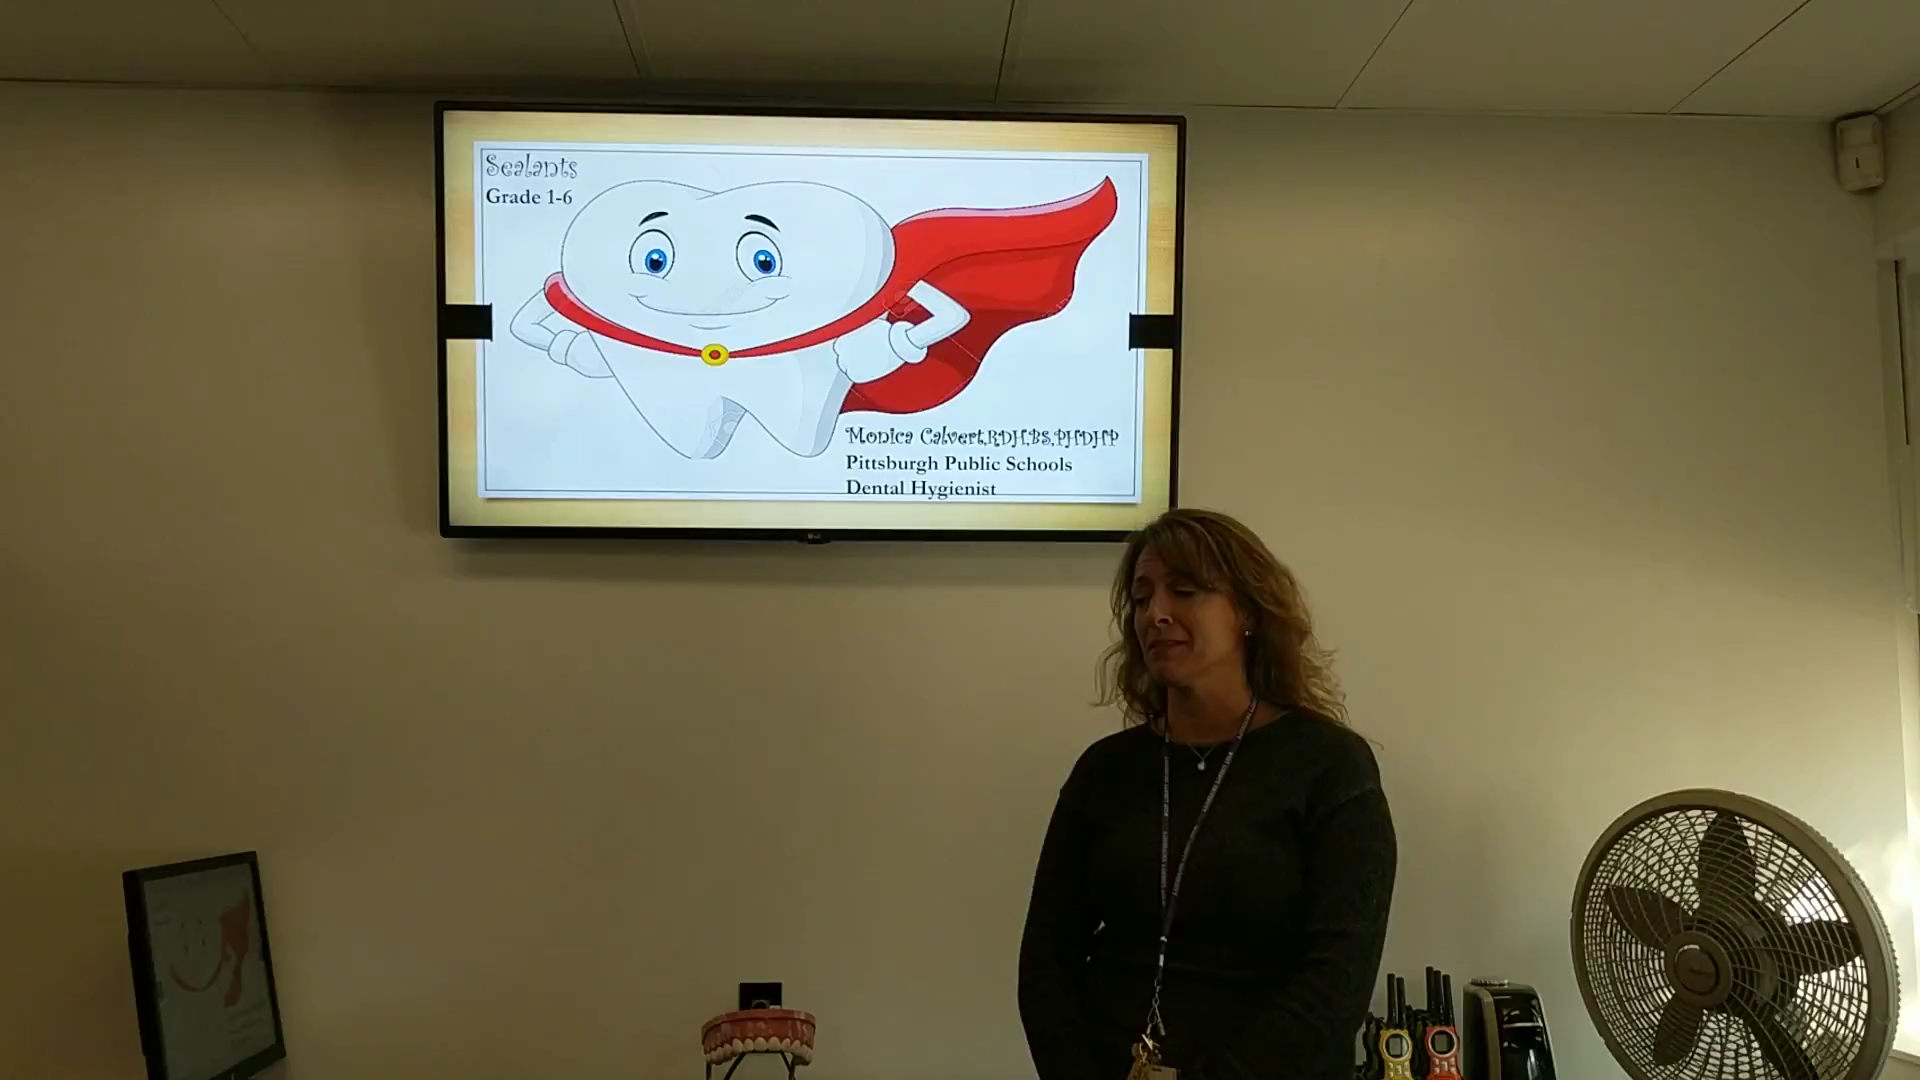 Sealants
Grade 1-6
Monica Calvert,RDH,BS,PHDHP
Pittsburgh Public Schools
Dental Hygienist